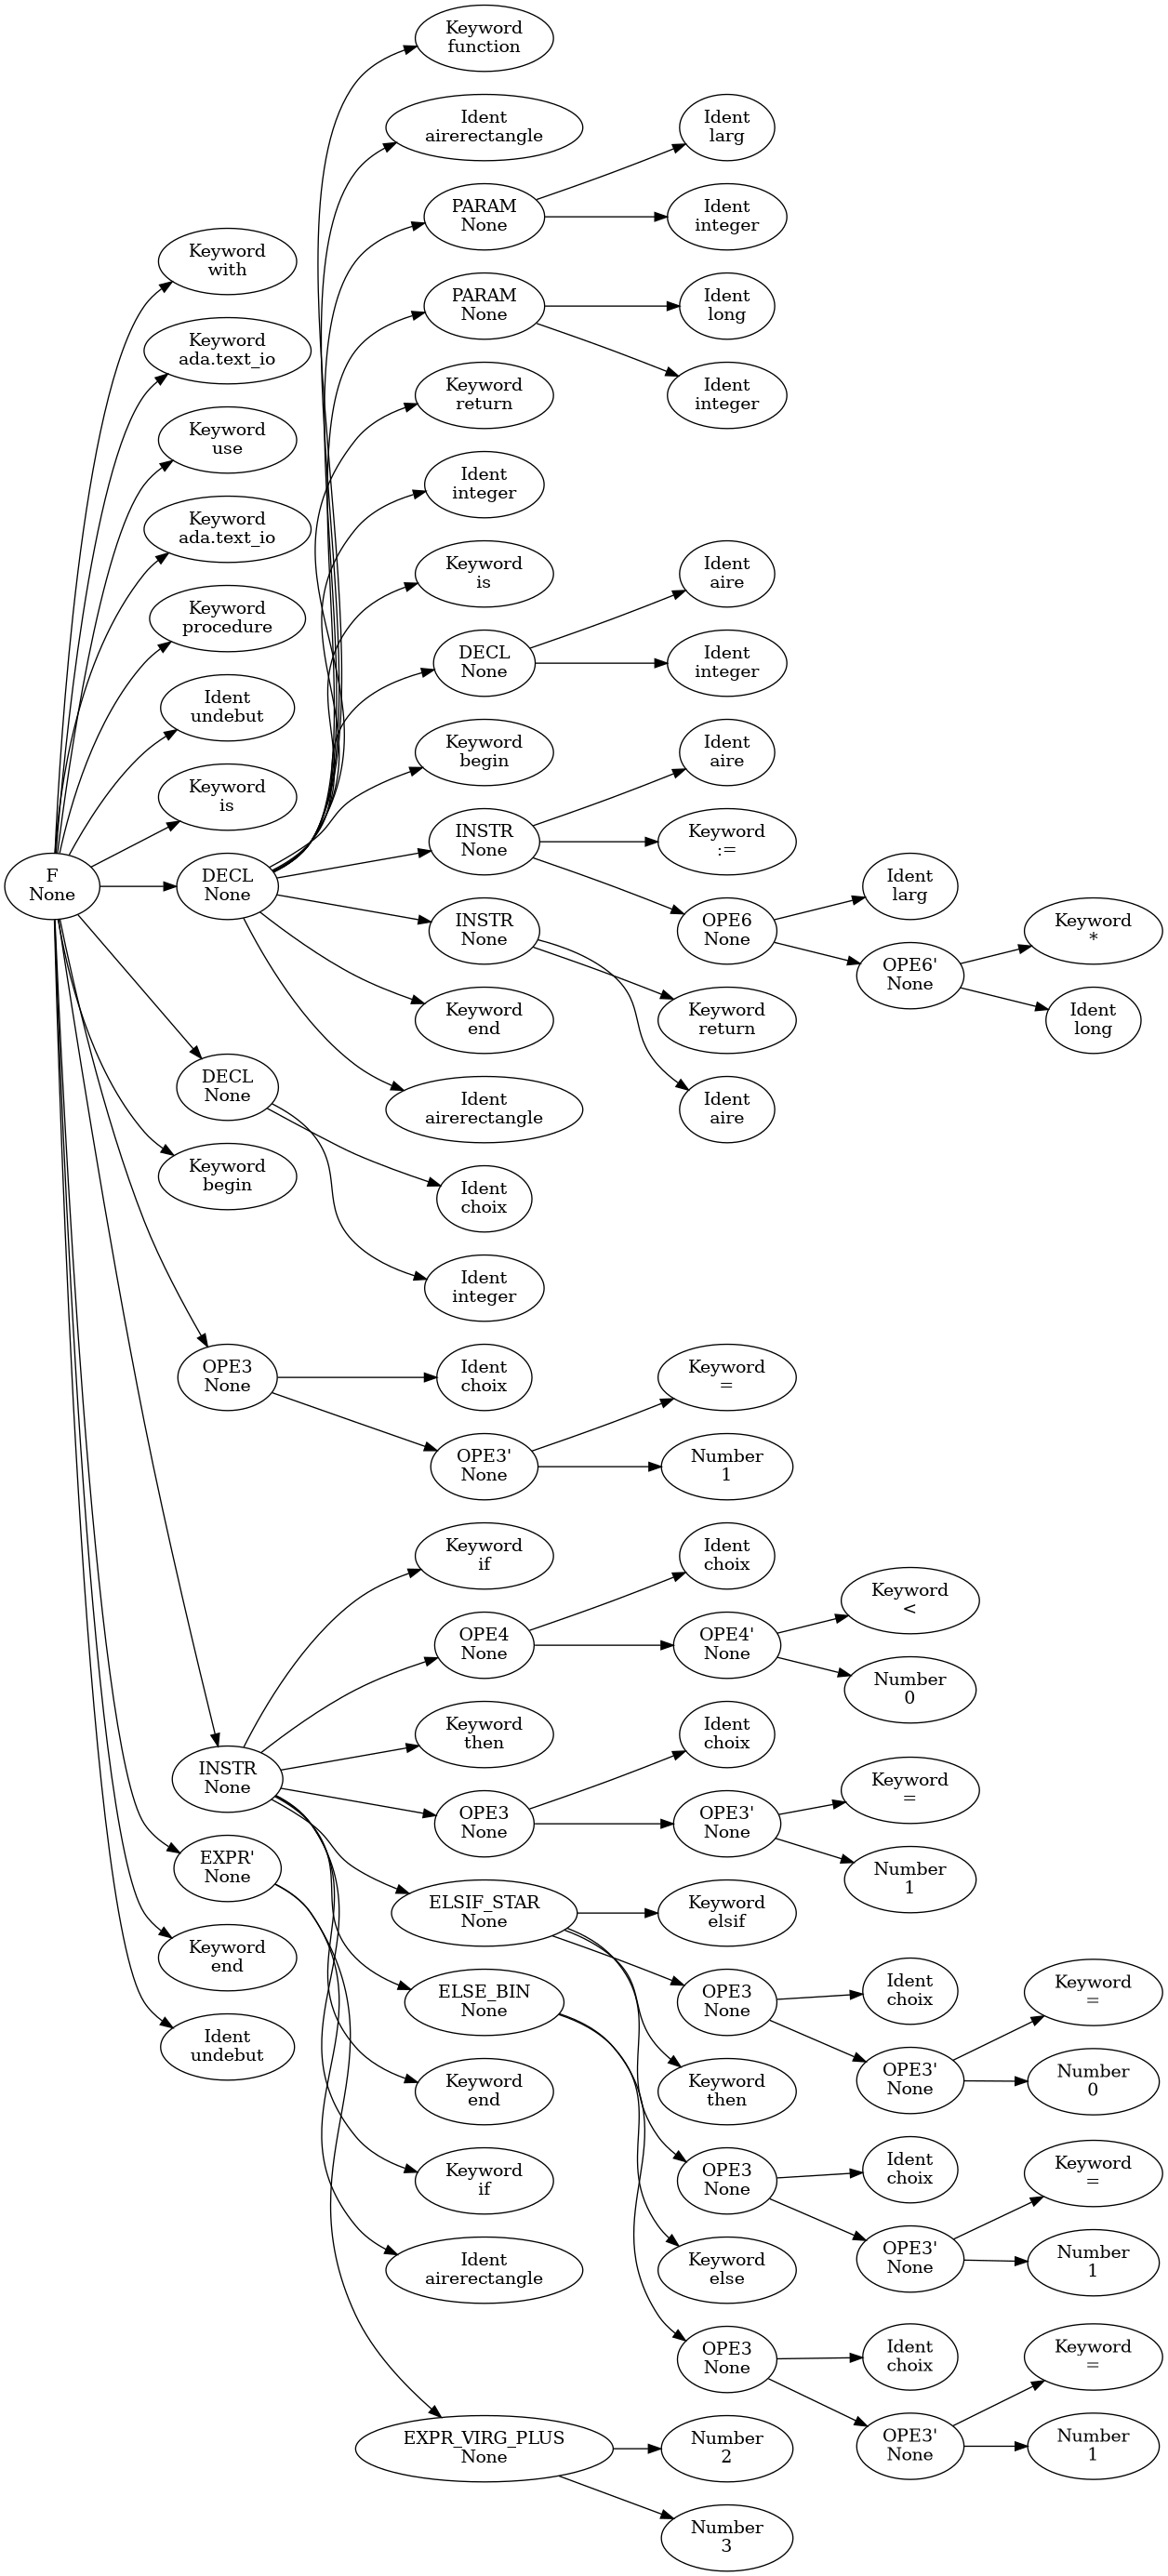 Keyword
function
Ident
airerectangle
Ident
larg
PARAM
None
Ident
integer
Keyword
with
PARAM
None
Ident
long
Keyword
ada.text_io
Keyword
return
Ident
integer
Keyword
use
Ident
integer
Keyword
ada.text_io
Keyword
is
Ident
aire
Keyword
procedure
DECL
None
Ident
integer
Ident
undebut
Keyword
begin
Ident
aire
Keyword
is
INSTR
None
Keyword
:=
F
None
DECL
None
OPE6
None
Ident
larg
Keyword
*
INSTR
None
OPE6'
None
Keyword
end
Keyword
return
Ident
long
DECL
None
Ident
airerectangle
Ident
aire
Keyword
begin
Ident
choix
Ident
integer
OPE3
None
Ident
choix
Keyword
=
OPE3'
None
Number
1
Keyword
if
Ident
choix
Keyword
<
OPE4
None
OPE4'
None
Number
0
Keyword
then
Ident
choix
INSTR
None
OPE3
None
OPE3'
None
Keyword
=
EXPR'
None
Number
1
ELSIF_STAR
None
Keyword
elsif
Keyword
end
ELSE_BIN
None
OPE3
None
Ident
choix
Keyword
=
Ident
undebut
Keyword
end
Keyword
then
OPE3'
None
Number
0
Keyword
if
OPE3
None
Ident
choix
Keyword
=
Ident
airerectangle
Keyword
else
OPE3'
None
Number
1
OPE3
None
Ident
choix
Keyword
=
EXPR_VIRG_PLUS
None
Number
2
OPE3'
None
Number
1
Number
3